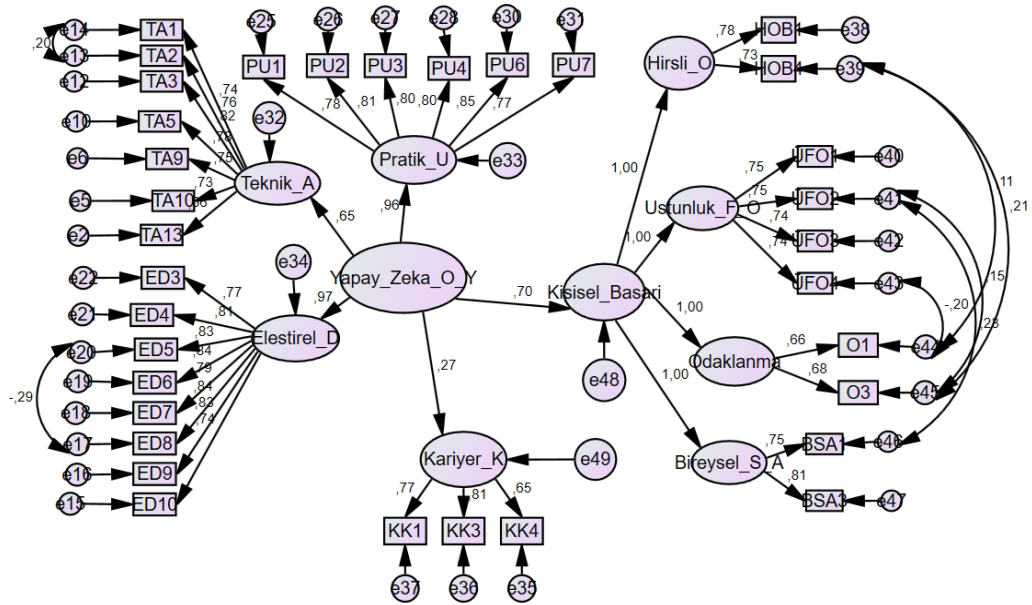 e14
TA1
,20
e13
TA2
e12
TA3
e10
TA5
e6
TA9
e5
TA10
e2
TA13
,74
,76
,82
,78
,75
,73
e32
Teknik_A
,65
e25
e26
e27
e28
e30
e31
PU1
PU2
PU3
PU4
PU6
PU7
,78
,81
,80
,80
,85
,77
Pratik_U
e33
,96
Yapay_Zeka_O_Y
e34
,97
Elestirel_D
e22
ED3
e21
ED4
e20
ED5
e19
ED6
e18
ED7
e17
ED8
e16
ED9
e15
ED10
-,29
,77
,81
,83
,84
,79
,84
,83
,74
,70
,27
Kariyer_K
e49
,77
,81
,65
KK1
KK3
KK4
e37
e36
e35
Kisisel_Basari
e48
1,00
1,00
1,00
1,00
Hirsli_O
,78
,73
e38
e39
Ustunluk_F_O
,75
,75
,74
,74
UFO1
UFO2
UFO3
UFO4
e40
e41
e42
e43
Odaklanma
,66
,68
O1
O3
e44
e45
Bireysel_S_A
,75
,81
BSA1
BSA3
e46
e47
11
,21
,15
-,20